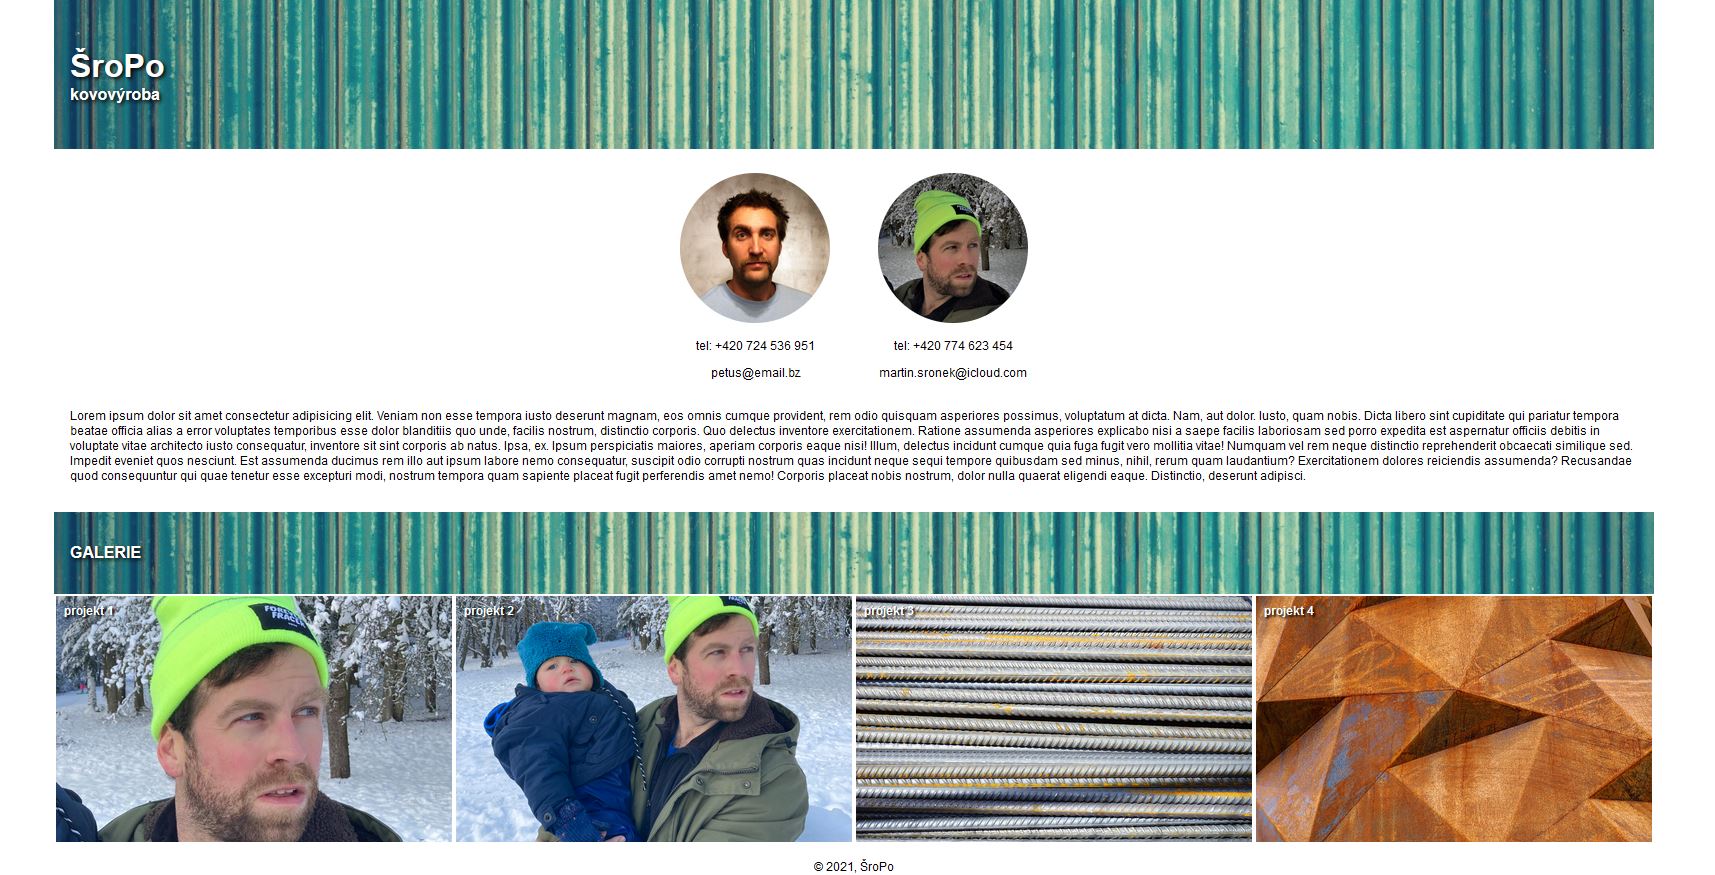 ŠroPo
kovovýroba
tel: +420 724 536 951
tel: +420 774 623 454
petus@email.bz
martin.sronek@icloud.com
Lorem ipsum dolor sit amet consectetur adipisicing elit. Veniam non esse tempora iusto deserunt magnam, eos omnis cumque provident, rem odio quisquam asperiores possimus, voluptatum at dicta. Nam, aut dolor. Iusto, quam nobis. Dicta libero sint cupiditate qui pariatur tempora
beatae officia alias a error voluptates temporibus esse dolor blanditiis quo unde, facilis nostrum, distinctio corporis. Quo delectus inventore exercitationem. Ratione assumenda asperiores explicabo nisi a saepe facilis laboriosam sed porro expedita est aspernatur officiis debitis in
voluptate vitae architecto iusto consequatur, inventore sit sint corporis ab natus. Ipsa, ex. Ipsum perspiciatis maiores, aperiam corporis eaque nisi! Illum, delectus incidunt cumque quia fuga fugit vero mollitia vitae! Numquam vel rem neque distinctio reprehenderit obcaecati similique sed.
Impedit eveniet quos nesciunt. Est assumenda ducimus rem illo aut ipsum labore nemo consequatur, suscipit odio corrupti nostrum quas incidunt neque sequi tempore quibusdam sed minus, nihil, rerum quam laudantium? Exercitationem dolores reiciendis assumenda? Recusandae
quod consequuntur qui quae tenetur esse excepturi modi, nostrum tempora quam sapiente placeat fugit perferendis amet nemo! Corporis placeat nobis nostrum, dolor nulla quaerat eligendi eaque. Distinctio, deserunt adipisci.
GALERIE
projekt 1
projekt 2
projekt 3
projekt 4
© 2021, ŠroPo